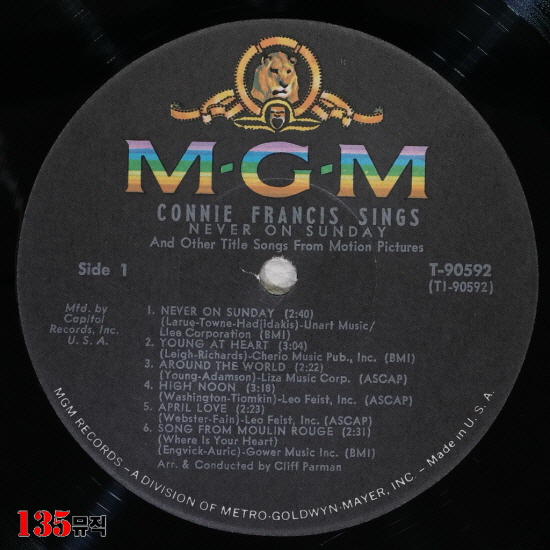 M·G·M
CONNIE FRANCIS SINGS
NEVER ON SUNDAY
And Other Title Songs From Motion Pictures
Side 1
T-90592
(T1-90592)
Mfd. by
Capitol
Records, Inc.
U. S. A.
1. NEVER ON SUNDAY (2:40)
(Larue-Towne-Hadjidakis)-Unart Music/
Lee Corporation (BMI)
2. YOUNG AT HEART (3:04)
(Leigh-Richards)-Cherio Music Pub., Inc. (BMI)
3. AROUND THE WORLD (2:22)
(Young-Adamson)-Liza Music Corp. (ASCAP)
4. HIGH NOON (3:18)
(Washington-Tiomkin)-Leo Feist, Inc. (ASCAP)
5. APRIL LOVE (2:23)
(Webster-Fain)-Leo Feist, Inc. (ASCAP)
6. SONG FROM MOULIN ROUGE (2:31)
(Where Is Your Heart)
(Engvick-Auric)-Gower Music Inc. (BMI)
Arr. & Conducted by Cliff Parman
MGM RECORDS - A DIVISION OF METRO-GOLDWYN-MAYER, INC. - Made in U. S. A.
135뮤직